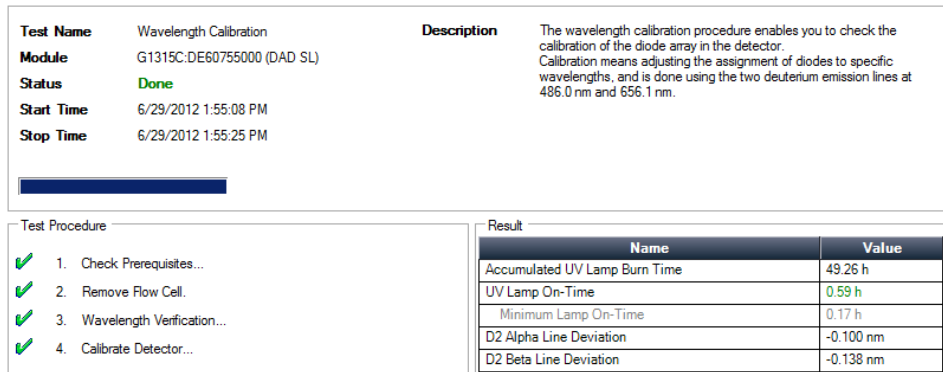 Test Name Wavelength Calibration
Module G1315C:DE60755000 (DAD SL)
Status Done
Start Time 6/29/2012 1:55:08 PM
Stop Time 6/29/2012 1:55:25 PM
Description The wavelength calibration procedure enables you to check the
calibration of the diode array in the detector.
Calibration means adjusting the assignment of diodes to specific
wavelengths, and is done using the two deuterium emission lines at
486.0 nm and 656.1 nm.
Test Procedure
1. Check Prerequisites...
2. Remove Flow Cell.
3. Wavelength Verification...
4. Calibrate Detector...
Result
Name Value
Accumulated UV Lamp Burn Time 49.26 h
UV Lamp On-Time 0.59 h
Minimum Lamp On-Time 0.17 h
D2 Alpha Line Deviation -0.100 nm
D2 Beta Line Deviation -0.138 nm